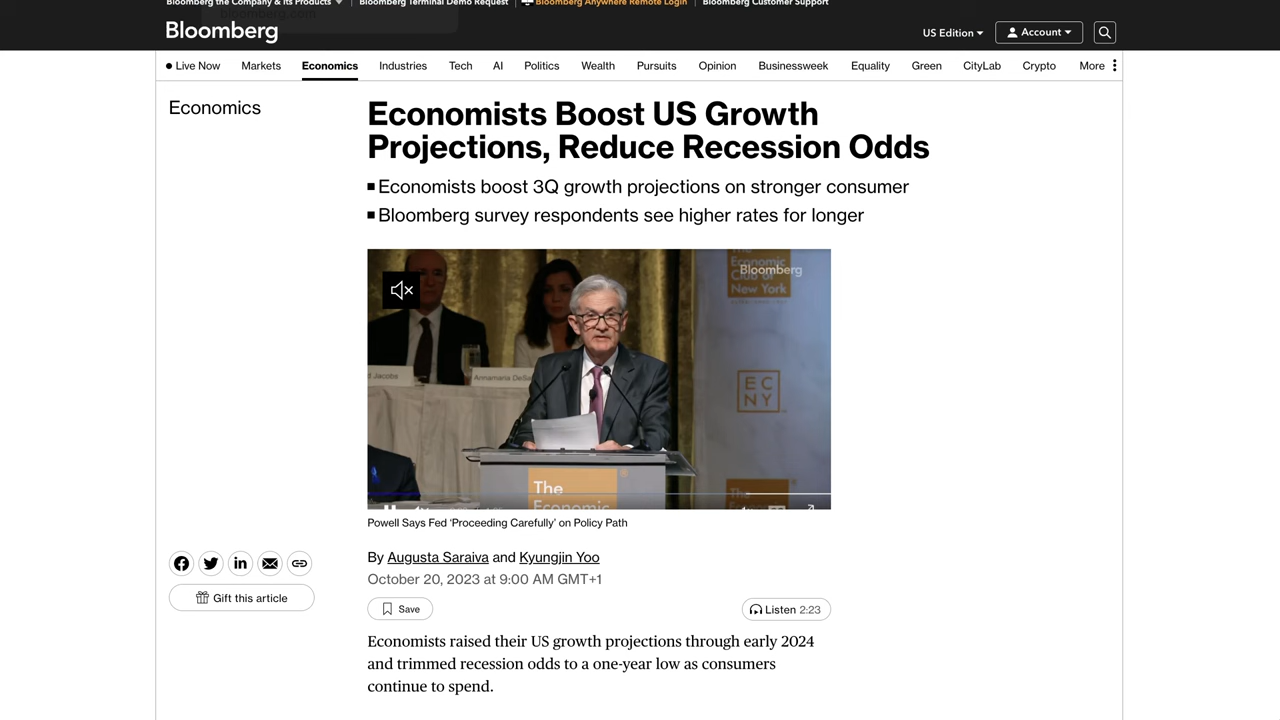 Bloomberg the Company & Its Products
Bloomberg Terminal Demo Request
Bloomberg Anywhere Remote Login
Bloomberg Customer Support
Bloomberg
US Edition
Account
Live Now
Markets
Economics
Industries
Tech
AI
Politics
Wealth
Pursuits
Opinion
Businessweek
Equality
Green
CityLab
Crypto
More
Economics
Economists Boost US Growth
Projections, Reduce Recession Odds
Economists boost 3Q growth projections on stronger consumer
Bloomberg survey respondents see higher rates for longer
Bloomberg
The
Economic
Club of
New York
Jacobs
Annamaria
EC
NY
The
Economic
Powell Says Fed ‘Proceeding Carefully’ on Policy Path
By Augusta Saraiva and Kyungjin Yoo
October 20, 2023 at 9:00 AM GMT+1
Gift this article
Save
Listen 2:23
Economists raised their US growth projections through early 2024
and trimmed recession odds to a one-year low as consumers
continue to spend.